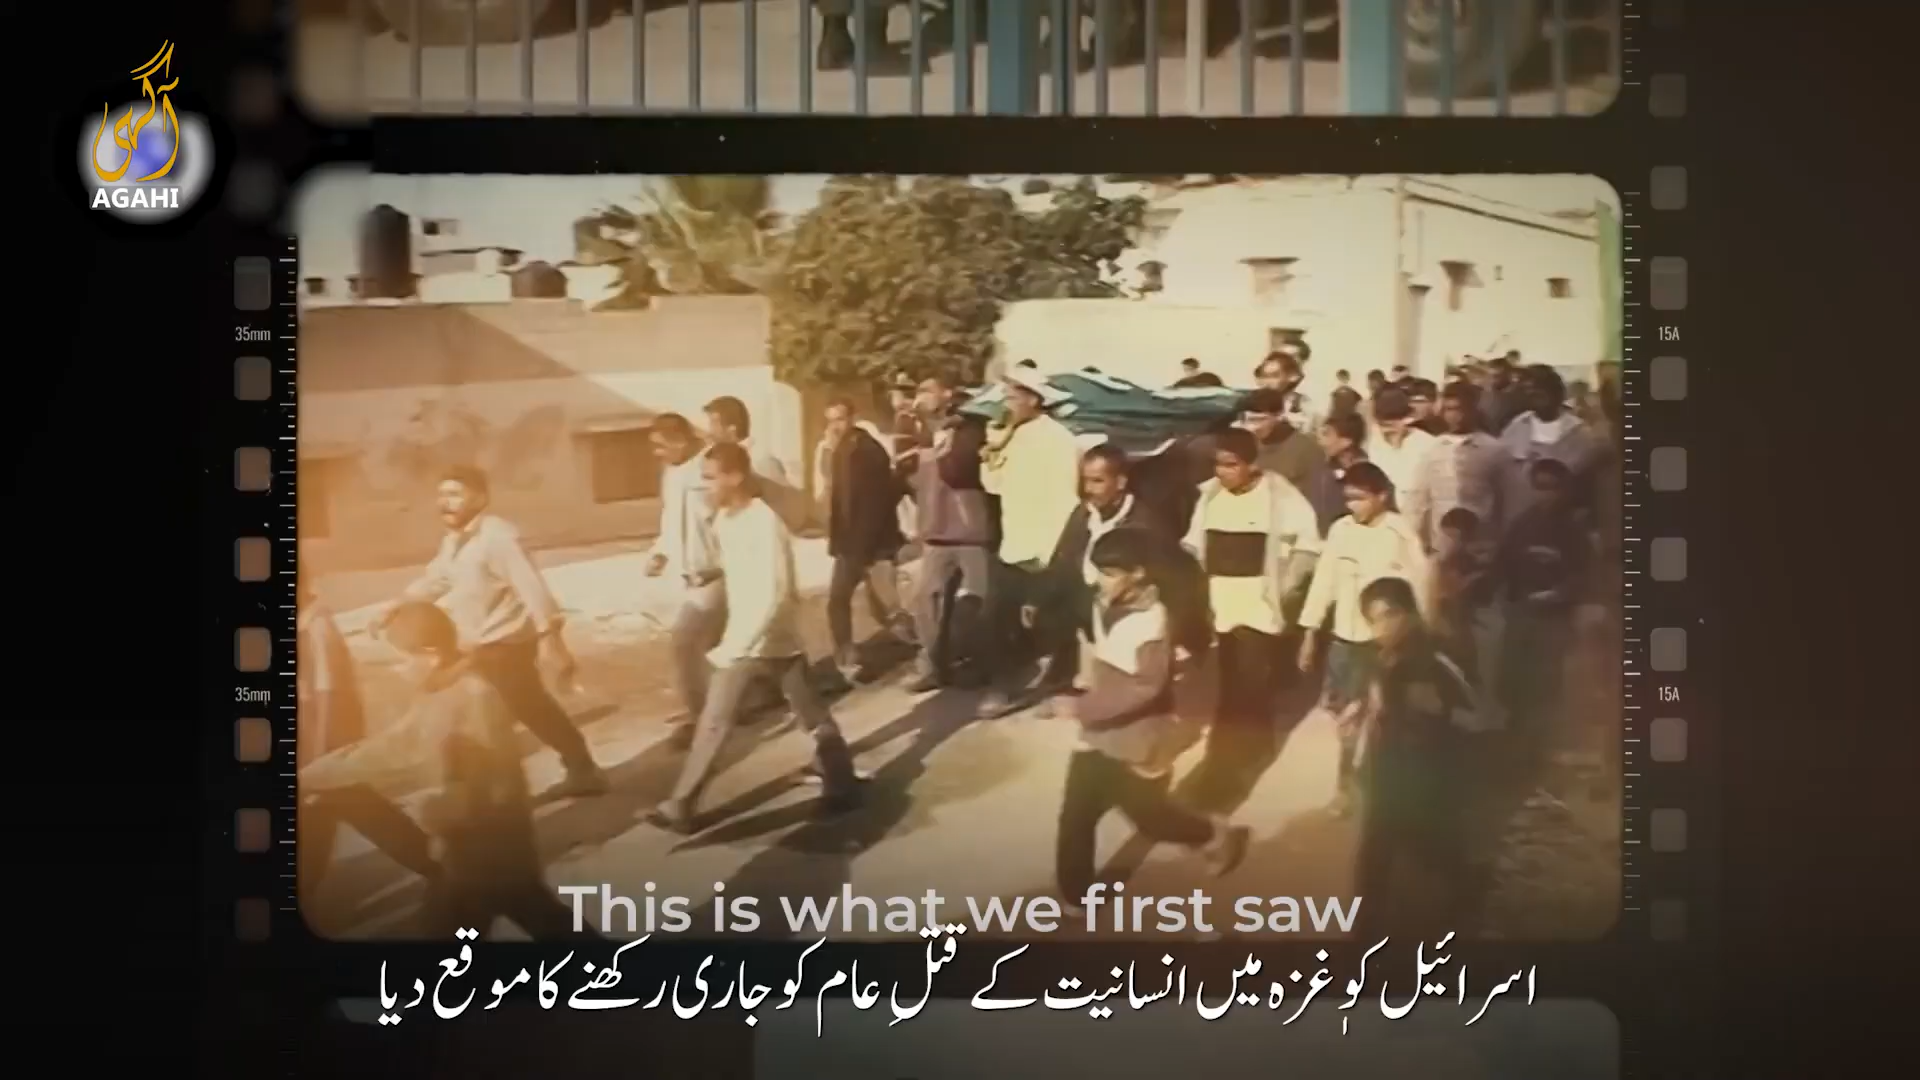 آگہی
AGAHI
35mm
15A
35mm
15A
This is what we first saw
اسرائیل کو غزہ میں انسانیت کے قتلِ عام کو جاری رکھنے کا موقع دیا